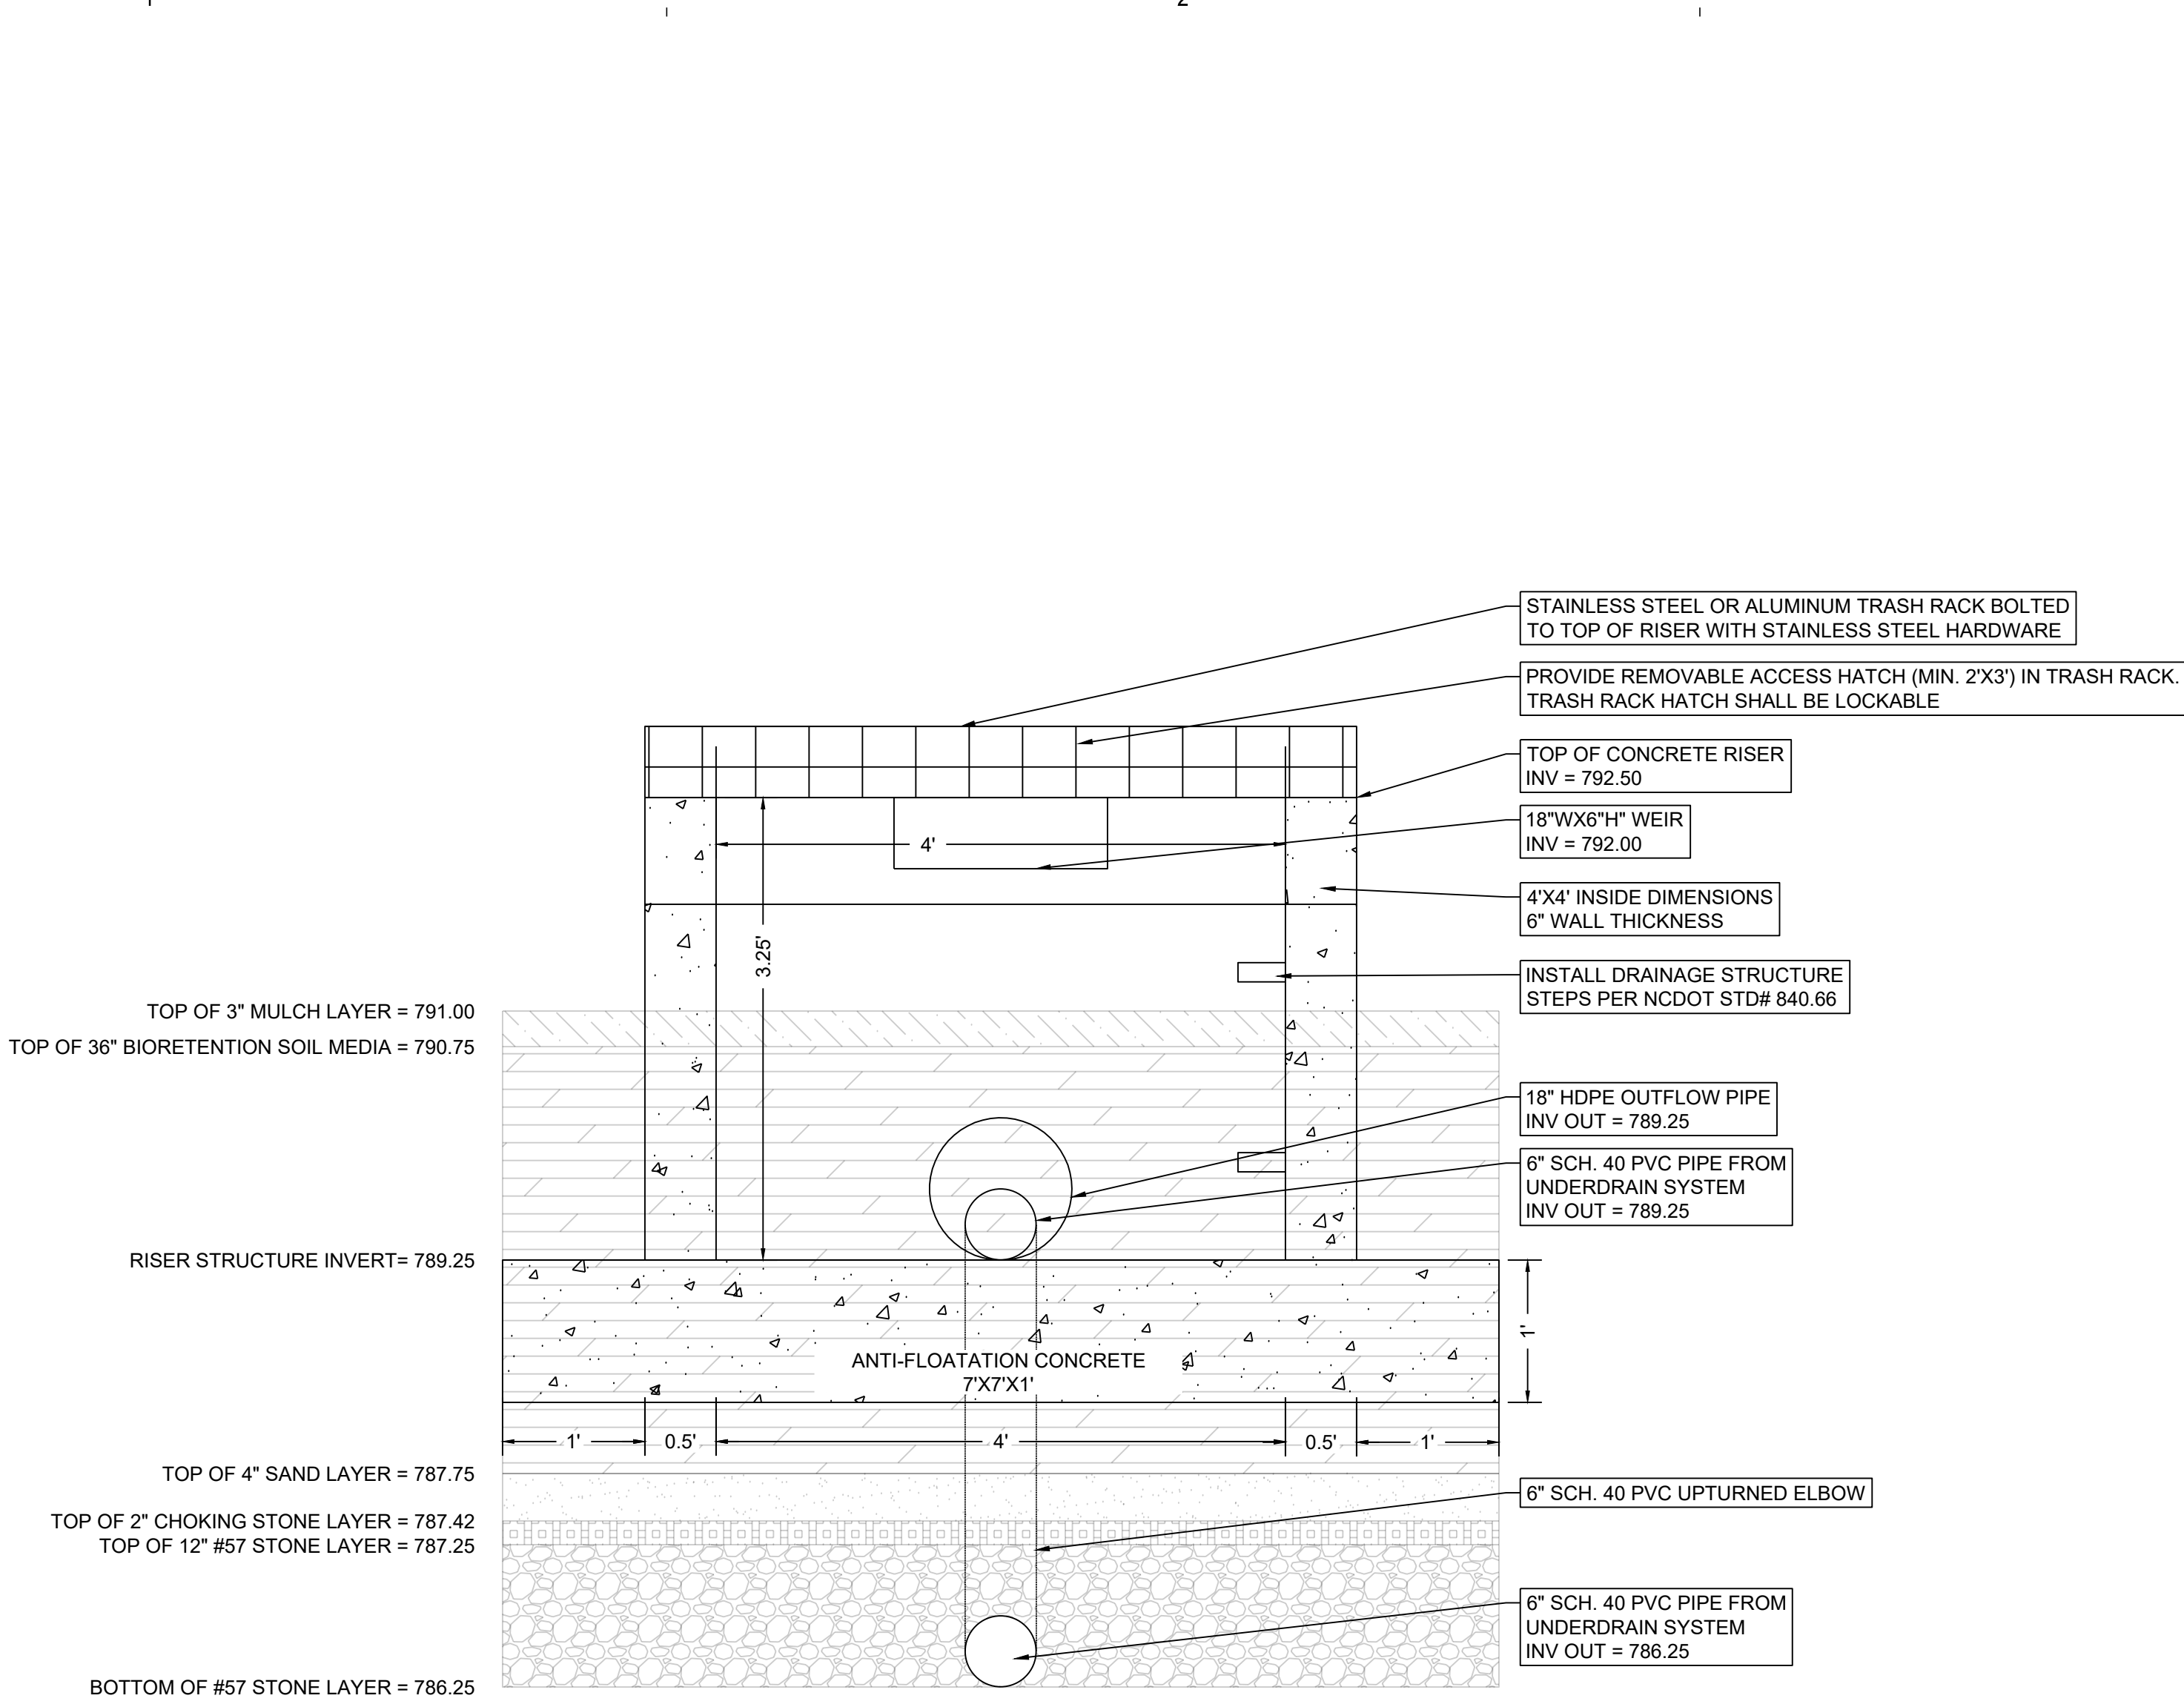 STAINLESS STEEL OR ALUMINUM TRASH RACK BOLTED
TO TOP OF RISER WITH STAINLESS STEEL HARDWARE
PROVIDE REMOVABLE ACCESS HATCH (MIN. 2'X3') IN TRASH RACK.
TRASH RACK HATCH SHALL BE LOCKABLE
TOP OF CONCRETE RISER
INV = 792.50
18"WX6"H" WEIR
INV = 792.00
4'
4'X4' INSIDE DIMENSIONS
6" WALL THICKNESS
3.25'
INSTALL DRAINAGE STRUCTURE
STEPS PER NCDOT STD# 840.66
TOP OF 3" MULCH LAYER = 791.00
TOP OF 36" BIORETENTION SOIL MEDIA = 790.75
18" HDPE OUTFLOW PIPE
INV OUT = 789.25
6" SCH. 40 PVC PIPE FROM
UNDERDRAIN SYSTEM
INV OUT = 789.25
RISER STRUCTURE INVERT= 789.25
1'
ANTI-FLOATATION CONCRETE
7'X7'X1'
1'
0.5'
4'
0.5'
1'
TOP OF 4" SAND LAYER = 787.75
6" SCH. 40 PVC UPTURNED ELBOW
TOP OF 2" CHOKING STONE LAYER = 787.42
TOP OF 12" #57 STONE LAYER = 787.25
6" SCH. 40 PVC PIPE FROM
UNDERDRAIN SYSTEM
INV OUT = 786.25
BOTTOM OF #57 STONE LAYER = 786.25